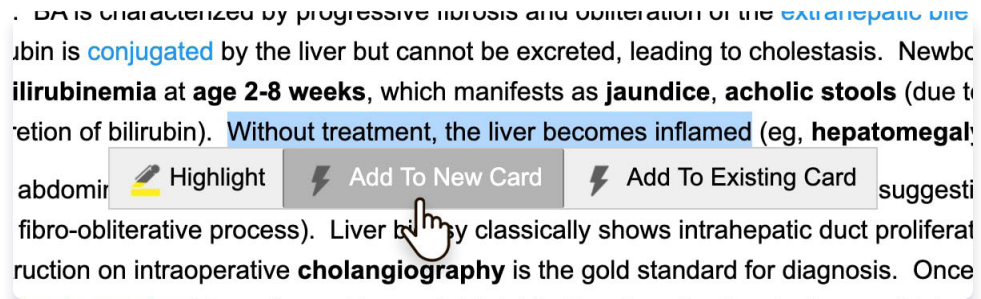 . BA is characterized by progressive fibrosis and obliteration of the extrahepatic bile
ubin is conjugated by the liver but cannot be excreted, leading to cholestasis. Newbo
ilirubinemia at age 2-8 weeks, which manifests as jaundice, acholic stools (due t
retion of bilirubin). Without treatment, the liver becomes inflamed (eg, hepatomegaly
abdomin
Highlight
Add To New Card
Add To Existing Card
suggesti
fibro-obliterative process). Liver biopsy classically shows intrahepatic duct proliferat
ruction on intraoperative cholangiography is the gold standard for diagnosis. Once